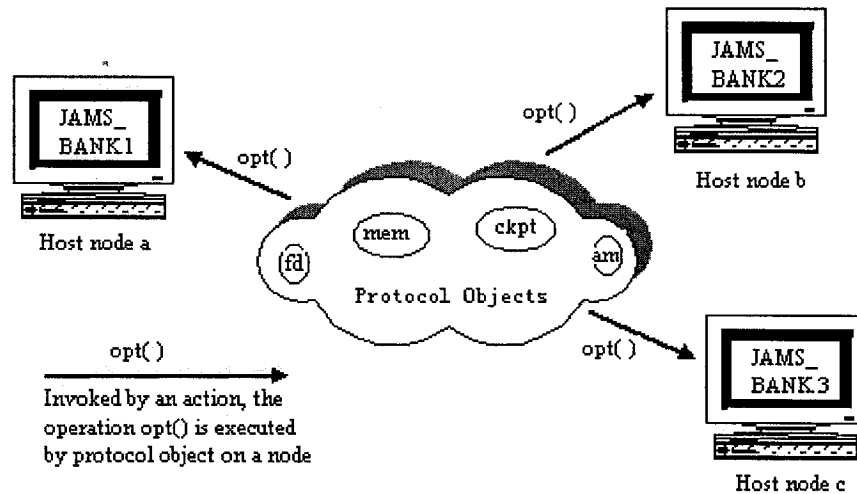 JAMS_
BANK1
Host node a
opt( )
opt( )
JAMS_
BANK2
Host node b
fd
mem
ckpt
am
Protocol Objects
opt( )
JAMS_
BANK3
Host node c
opt( )
Invoked by an action, the
operation opt() is executed
by protocol object on a node